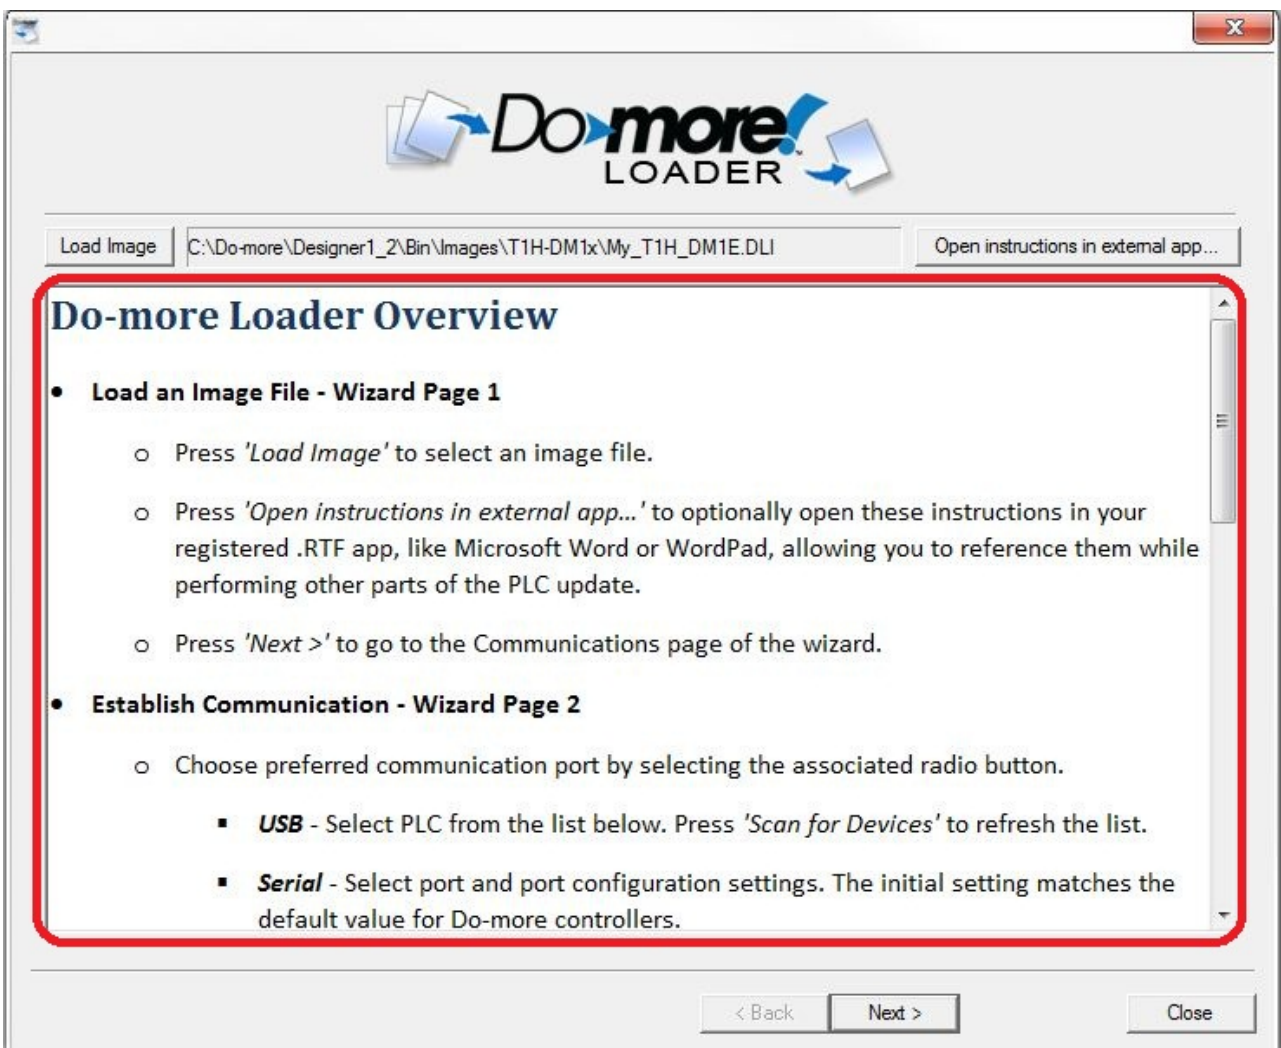 Do-more!
LOADER
Load Image
C:\Do-more\Designer1_2\Bin\Images\T1H-DM1x\My_T1H_DM1E.DLI
Open instructions in external app...
Do-more Loader Overview
• Load an Image File - Wizard Page 1
o Press 'Load Image' to select an image file.
o Press 'Open instructions in external app...' to optionally open these instructions in your
registered .RTF app, like Microsoft Word or WordPad, allowing you to reference them while
performing other parts of the PLC update.
o Press 'Next >' to go to the Communications page of the wizard.
• Establish Communication - Wizard Page 2
o Choose preferred communication port by selecting the associated radio button.
▪ USB - Select PLC from the list below. Press 'Scan for Devices' to refresh the list.
▪ Serial - Select port and port configuration settings. The initial setting matches the
default value for Do-more controllers.
< Back
Next >
Close